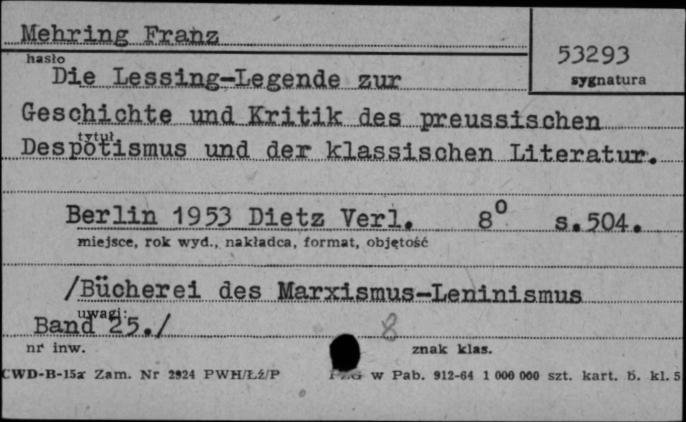 Mehring Franz
53293
hasło
sygnatura
Die Lessing-Legende zur
Geschichte und Kritik des preussischen
tytuł
Despotismus und der klassischen Literatur.
Berlin 1953 Dietz Verl. 8° s.504.
miejsce, rok wyd., nakładca, format, objętość
/Bücherei des Marxismus-Leninismus
uwagi:
Band 25./
8
nr inw.
znak klas.
CWD-B-15a Zam. Nr 2924 PWH/Łź/P
w Pab. 912-64 1 000 000 szt. kart. b. kl. 5